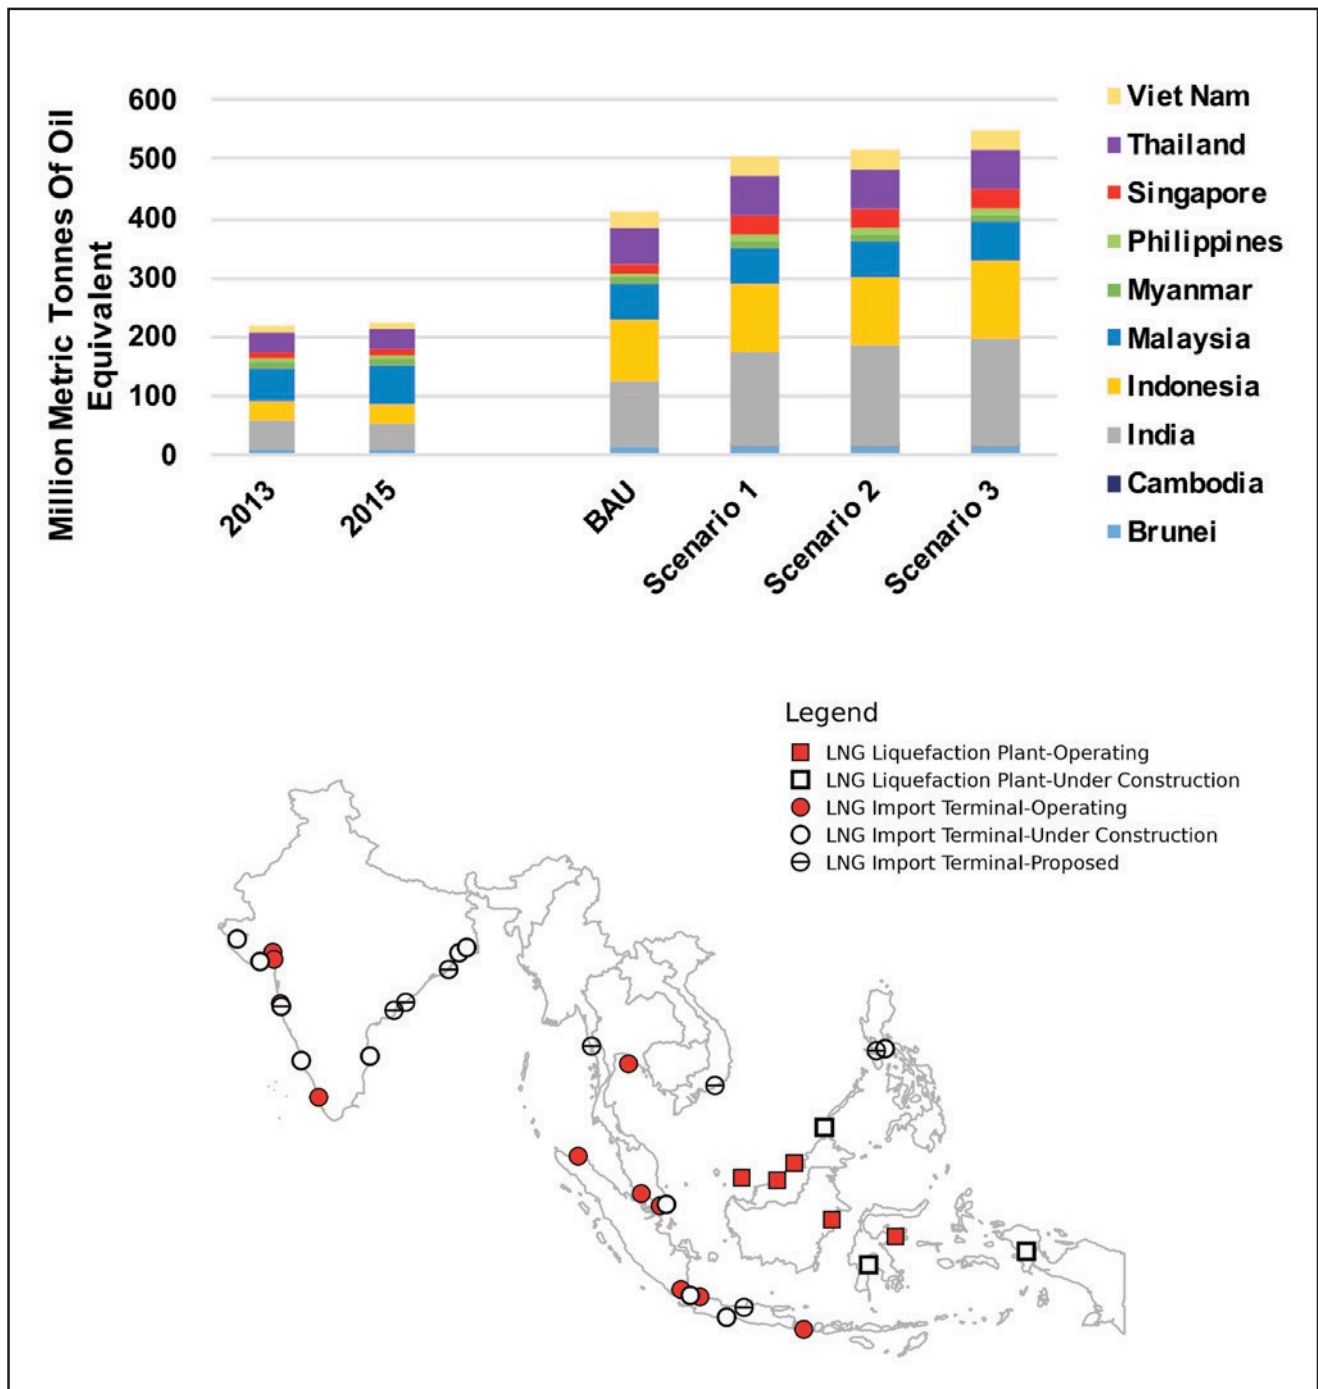 Million Metric Tonnes Of Oil
Equivalent
600
500
400
300
200
100
0
2013
2015
BAU
Scenario 1
Scenario 2
Scenario 3
Viet Nam
Thailand
Singapore
Philippines
Myanmar
Malaysia
Indonesia
India
Cambodia
Brunei
Legend
LNG Liquefaction Plant-Operating
LNG Liquefaction Plant-Under Construction
LNG Import Terminal-Operating
LNG Import Terminal-Under Construction
LNG Import Terminal-Proposed